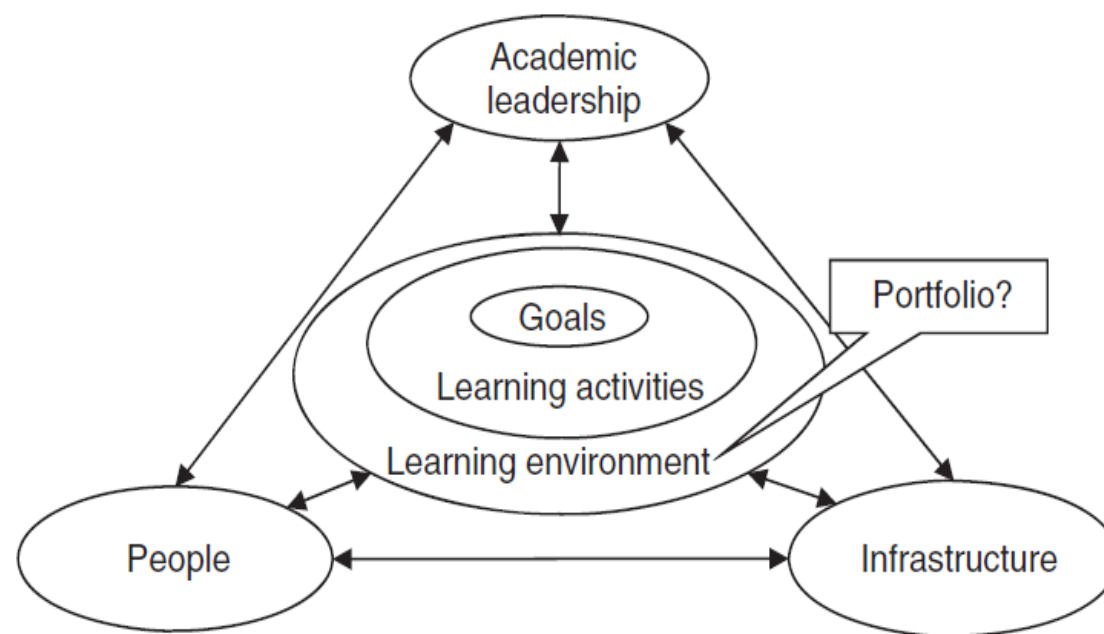 Academic
leadership
Portfolio?
Goals
Learning activities
Learning environment
People
Infrastructure